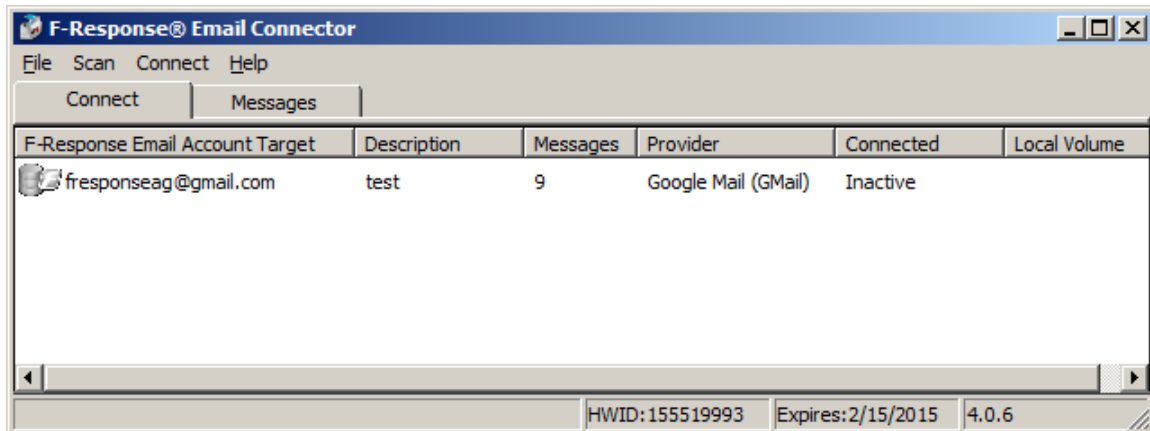 F-Response® Email Connector
File Scan Connect Help
Connect Messages
F-Response Email Account Target Description Messages Provider Connected Local Volume
fresponseag@gmail.com test 9 Google Mail (GMail) Inactive
HWID:155519993 Expires:2/15/2015 4.0.6